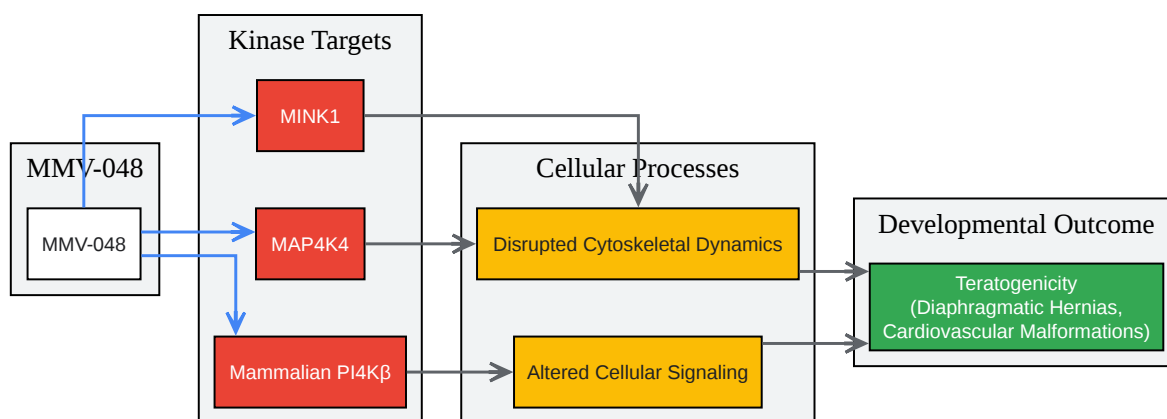 Kinase Targets
MINK1
MMV-048
Cellular Processes
MMV-048
MAP4K4
Disrupted Cytoskeletal Dynamics
Developmental Outcome
Teratogenicity
(Diaphragmatic Hernias,
Cardiovascular Malformations)
Mammalian PI4Kβ
Altered Cellular Signaling